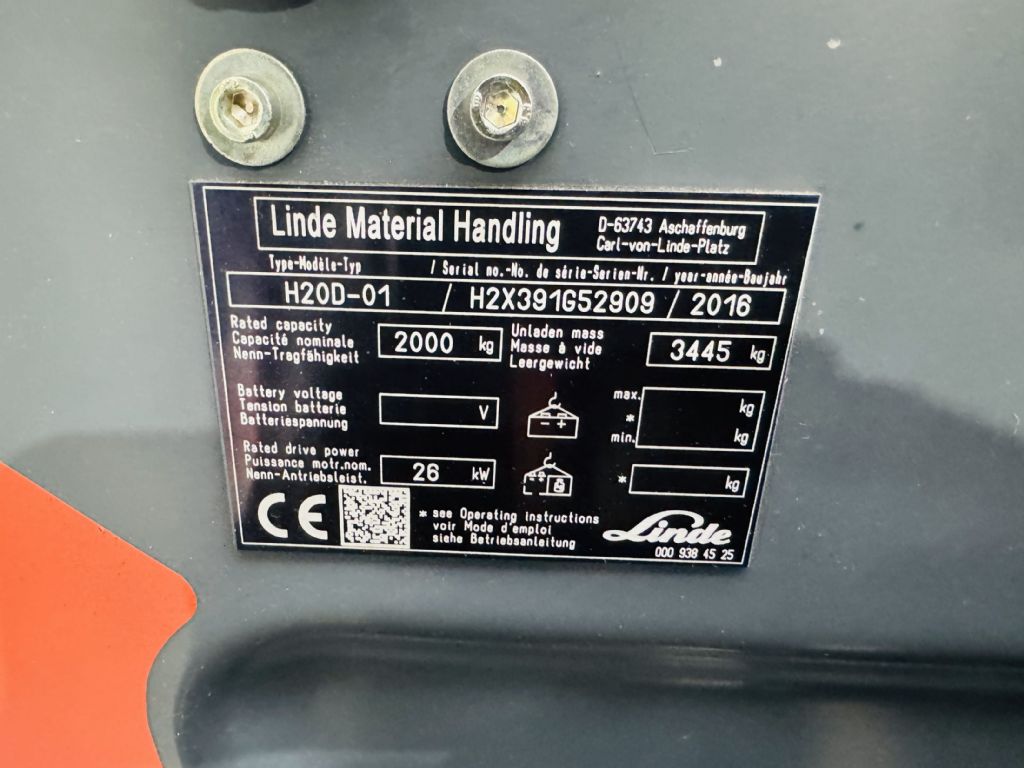 Linde Material Handling
D-63743 Aschaffenburg
Carl-von-Linde-Platz
Type-Modèle-Typ / Serial no.-No. de série-Serien-Nr. / year-année-Baujahr
H20D-01 / H2X391G52909 / 2016
Rated capacity
Capacité nominale
Nenn-Tragfähigkeit
2000 kg
Unladen mass
Masse à vide
Leergewicht
3445 kg
Battery voltage
Tension batterie
Batteriespannung
V
max. kg
*
min. kg
Rated drive power
Puissance motr.nom.
Nenn-Antriebsleist.
26 kW
* kg
CE
* see Operating instructions
voir Mode d'emploi
siehe Betriebsanleitung
Linde
000 938 45 25